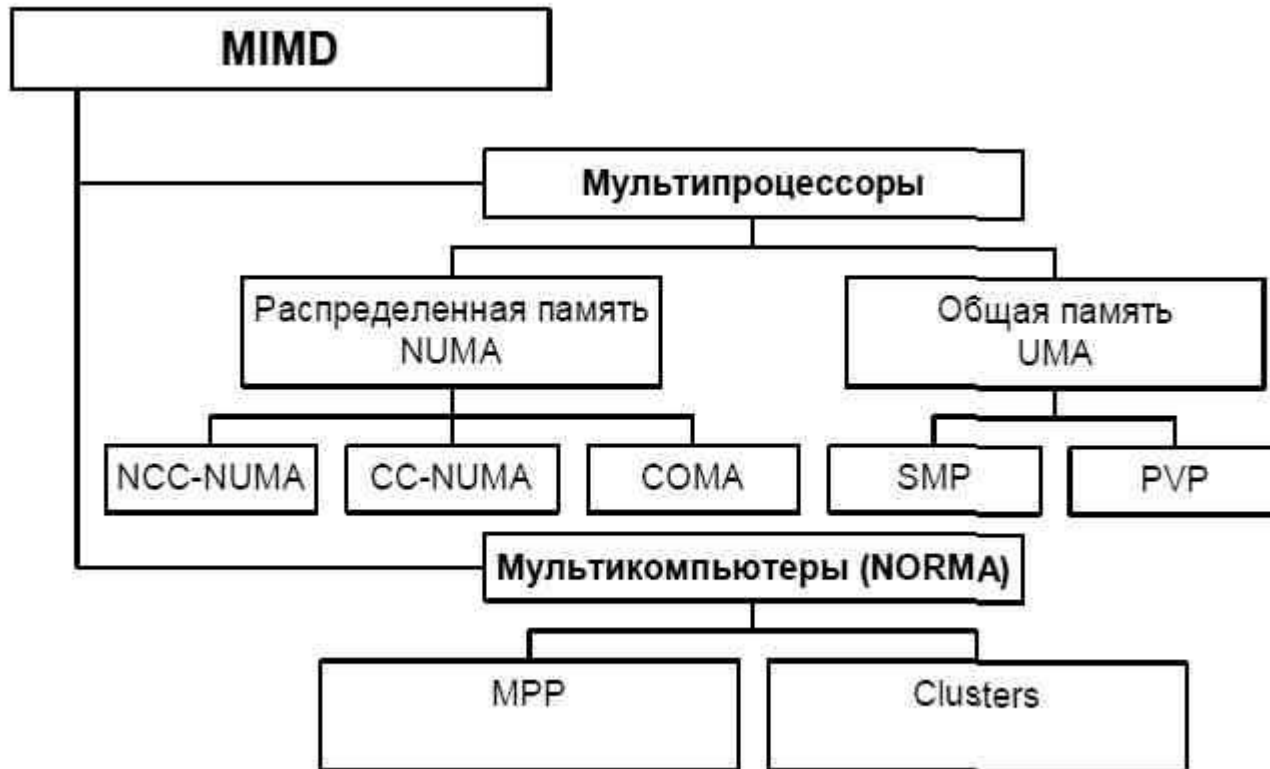 MIMD
Мультипроцессоры
Распределенная память
NUMA
Общая память
UMA
NCC-NUMA
CC-NUMA
COMA
SMP
PVP
Мультикомпьютеры (NORMA)
MPP
Clusters